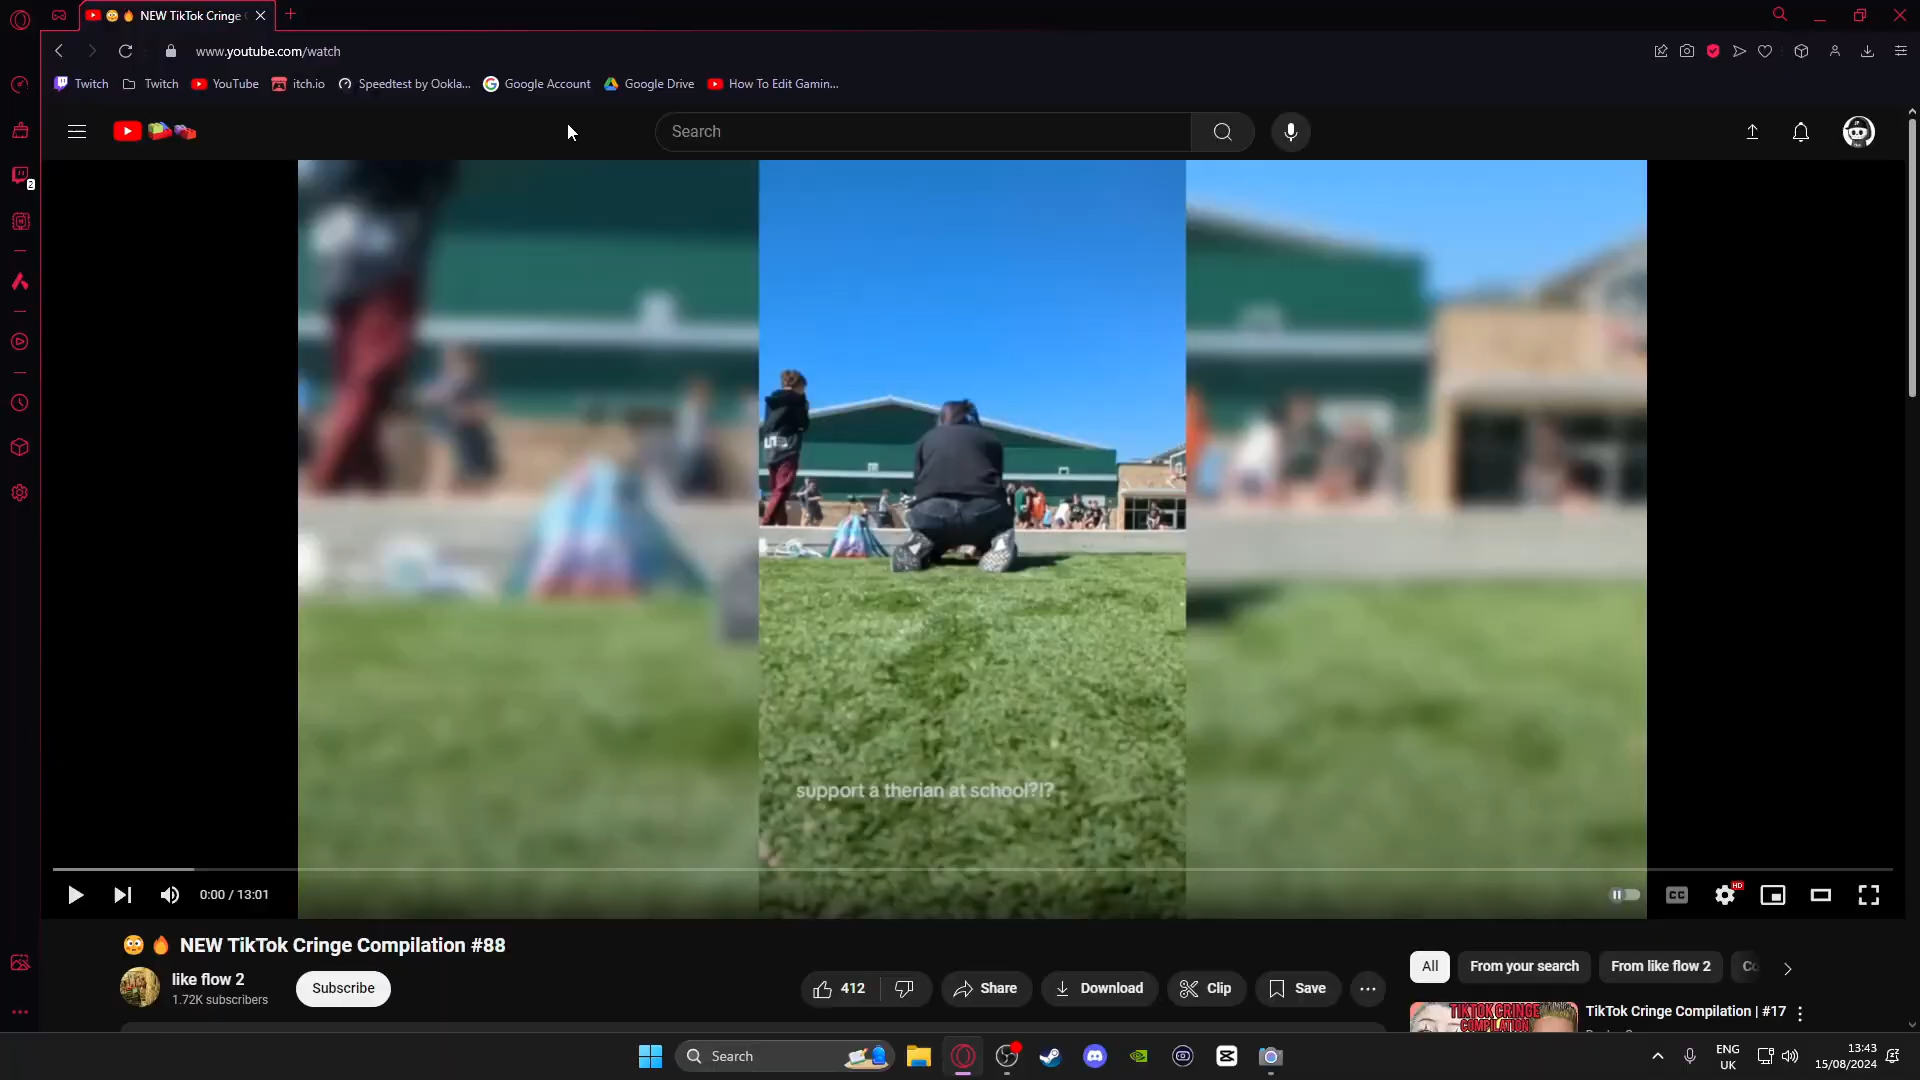 NEW TikTok Cringe
www.youtube.com/watch
Twitch
Twitch
YouTube
itch.io
Speedtest by Ookla...
Google Account
Google Drive
How To Edit Gamin...
2
Search
support a therian at school?!?
0:00 / 13:01
CC
HD
😳 🔥 NEW TikTok Cringe Compilation #88
like flow 2
1.72K subscribers
Subscribe
412
Share
Download
Clip
Save
All
From your search
From like flow 2
TIKTOK CRINGE
COMPILATION
TikTok Cringe Compilation | #17
Search
ENG
UK
13:43
15/08/2024